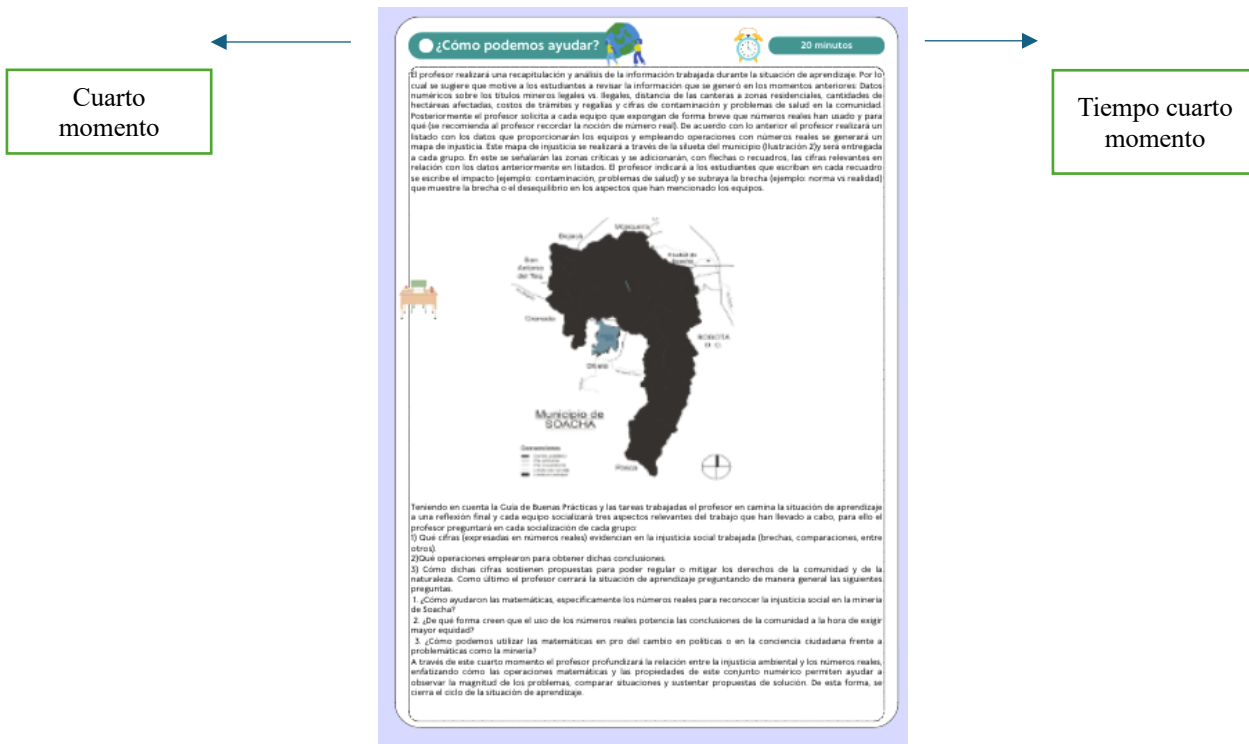 ¿Cómo podemos ayudar?
20 minutos
Cuarto
momento
Tiempo cuarto
momento
El profesor realizará una recapitulación y análisis de la información trabajada durante la situación de aprendizaje. Por lo
cual se sugiere que motive a los estudiantes a revisar la información que se generó en los momentos anteriores: Datos
numéricos sobre los títulos mineros legales vs. Ilegales, distancia de las canteras a zonas residenciales, cantidades de
hectáreas afectadas, costos de trámites y regalías y cifras de contaminación y problemas de salud en la comunidad.
Posteriormente el profesor solicita a cada equipo que expongan de forma breve que números reales han usado y para
qué (se recomienda al profesor recordar la noción de número real). De acuerdo con lo anterior el profesor realizará un
listado con los datos que proporcionarán los equipos y empleando operaciones con números reales se generará un
mapa de injusticia. Este mapa de injusticia se realizará a través de la silueta del municipio (Ilustración 2)y será entregada
a cada grupo. En este se señalarán las zonas críticas y se adicionarán, con flechas o recuadros, las cifras relevantes en
relación con los datos anteriormente en listados. El profesor indicará a los estudiantes que escriban en cada recuadro
se escribe el impacto (ejemplo: contaminación, problemas de salud) y se subraya la brecha (ejemplo: norma vs realidad)
que muestre la brecha o el desequilibrio en los aspectos que han mencionado los equipos.
Mosquera
Bojacá
Ciudad de
San
Antonio
del Teq.
Granada
BOGOTA
D. C.
Sibaté
Municipio de
SOACHA
Convenciones
Pasca
Teniendo en cuenta la Guía de Buenas Prácticas y las tareas trabajadas el profesor en camina la situación de aprendizaje
a una reflexión final y cada equipo socializará tres aspectos relevantes del trabajo que han llevado a cabo, para ello el
profesor preguntará en cada socialización de cada grupo:
1) Qué cifras (expresadas en números reales) evidencian en la injusticia social trabajada (brechas, comparaciones, entre
otros).
2)Qué operaciones emplearon para obtener dichas conclusiones.
3) Cómo dichas cifras sostienen propuestas para poder regular o mitigar los derechos de la comunidad y de la
naturaleza. Como último el profesor cerrará la situación de aprendizaje preguntando de manera general las siguientes
preguntas.
1. ¿Cómo ayudaron las matemáticas, específicamente los números reales para reconocer la injusticia social en la minería
de Soacha?
2. ¿De qué forma creen que el uso de los números reales potencia las conclusiones de la comunidad a la hora de exigir
mayor equidad?
3. ¿Cómo podemos utilizar las matemáticas en pro del cambio en políticas o en la conciencia ciudadana frente a
problemáticas como la minería?
A través de este cuarto momento el profesor profundizará la relación entre la injusticia ambiental y los números reales,
enfatizando cómo las operaciones matemáticas y las propiedades de este conjunto numérico permiten ayudar a
observar la magnitud de los problemas, comparar situaciones y sustentar propuestas de solución. De esta forma, se
cierra el ciclo de la situación de aprendizaje.